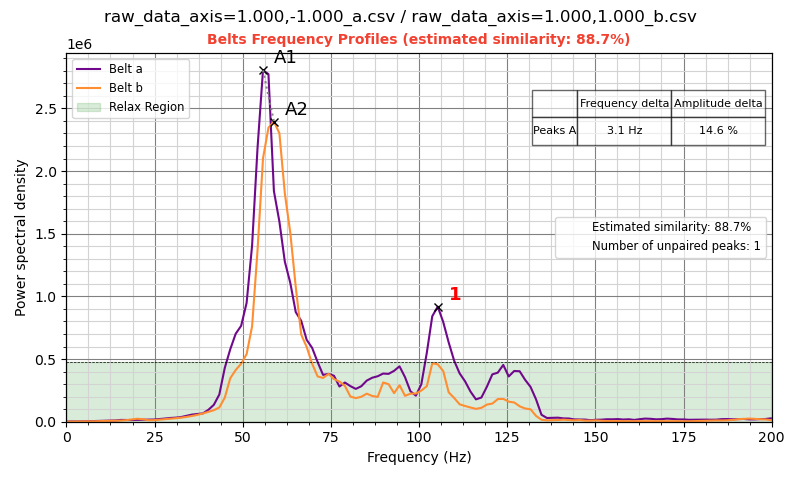 raw_data_axis=1.000,-1.000_a.csv / raw_data_axis=1.000,1.000_b.csv
Belts Frequency Profiles (estimated similarity: 88.7%)
1e6
A1
A2
1
Belt a
Belt b
Relax Region
Frequency delta Amplitude delta
Peaks A 3.1 Hz 14.6 %
Estimated similarity: 88.7%
Number of unpaired peaks: 1
Power spectral density
2.5
2.0
1.5
1.0
0.5
0.0
0 25 50 75 100 125 150 175 200
Frequency (Hz)